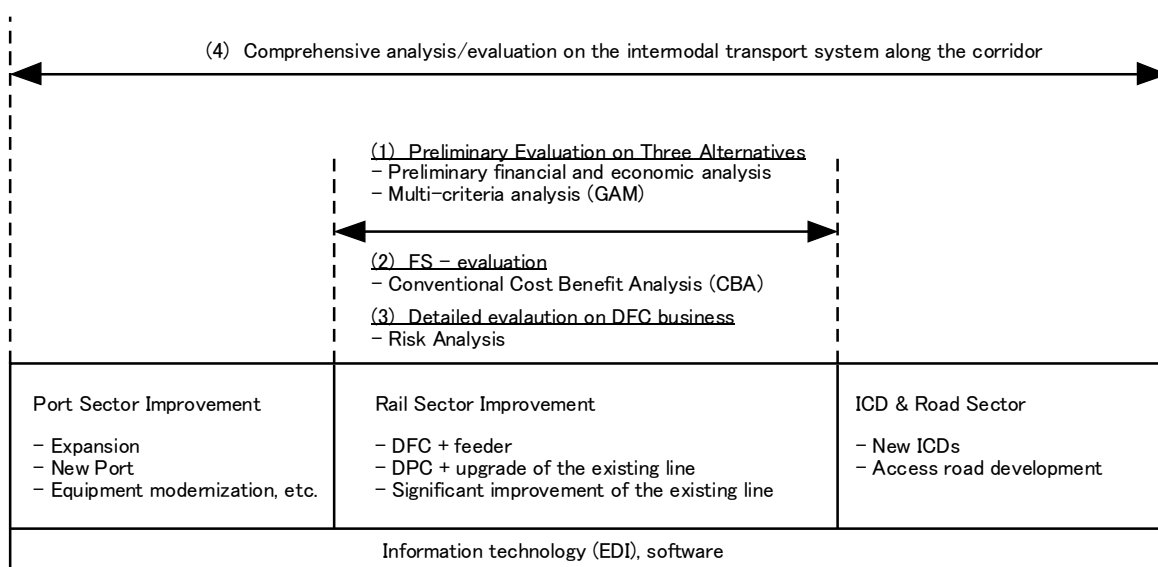 (4) Comprehensive analysis/evaluation on the intermodal transport system along the corridor
(1) Preliminary Evaluation on Three Alternatives
- Preliminary financial and economic analysis
- Multi-criteria analysis (GAM)
(2) FS - evaluation
- Conventional Cost Benefit Analysis (CBA)
(3) Detailed evalaution on DFC business
- Risk Analysis
Port Sector Improvement
- Expansion
- New Port
- Equipment modernization, etc.
Rail Sector Improvement
- DFC + feeder
- DPC + upgrade of the existing line
- Significant improvement of the existing line
ICD & Road Sector
- New ICDs
- Access road development
Information technology (EDI), software